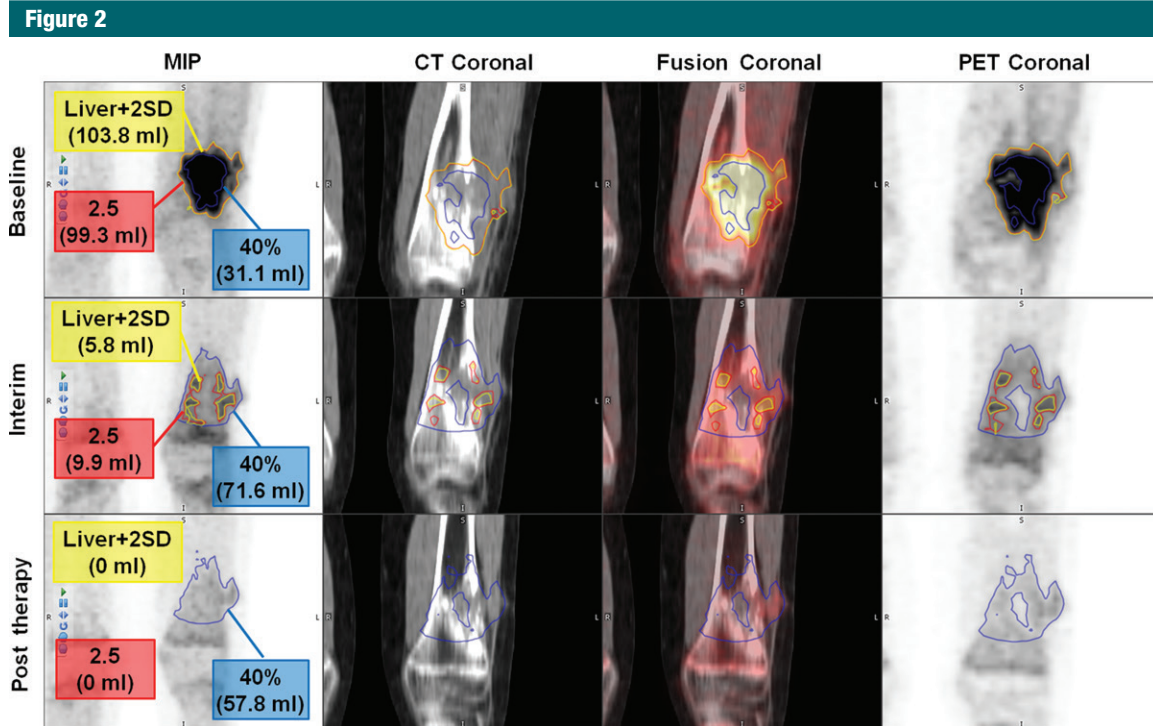 Figure 2
MIP
CT Coronal
Fusion Coronal
PET Coronal
Baseline
Liver+2SD
(103.8 ml)
2.5
(99.3 ml)
40%
(31.1 ml)
S
R
L
I
S
I
R
L
S
I
R
L
S
I
Interim
Liver+2SD
(5.8 ml)
2.5
(9.9 ml)
40%
(71.6 ml)
S
R
L
I
S
I
R
L
S
I
R
L
S
I
Post therapy
Liver+2SD
(0 ml)
2.5
(0 ml)
40%
(57.8 ml)
S
R
L
I
S
I
R
L
S
I
R
L
S
I